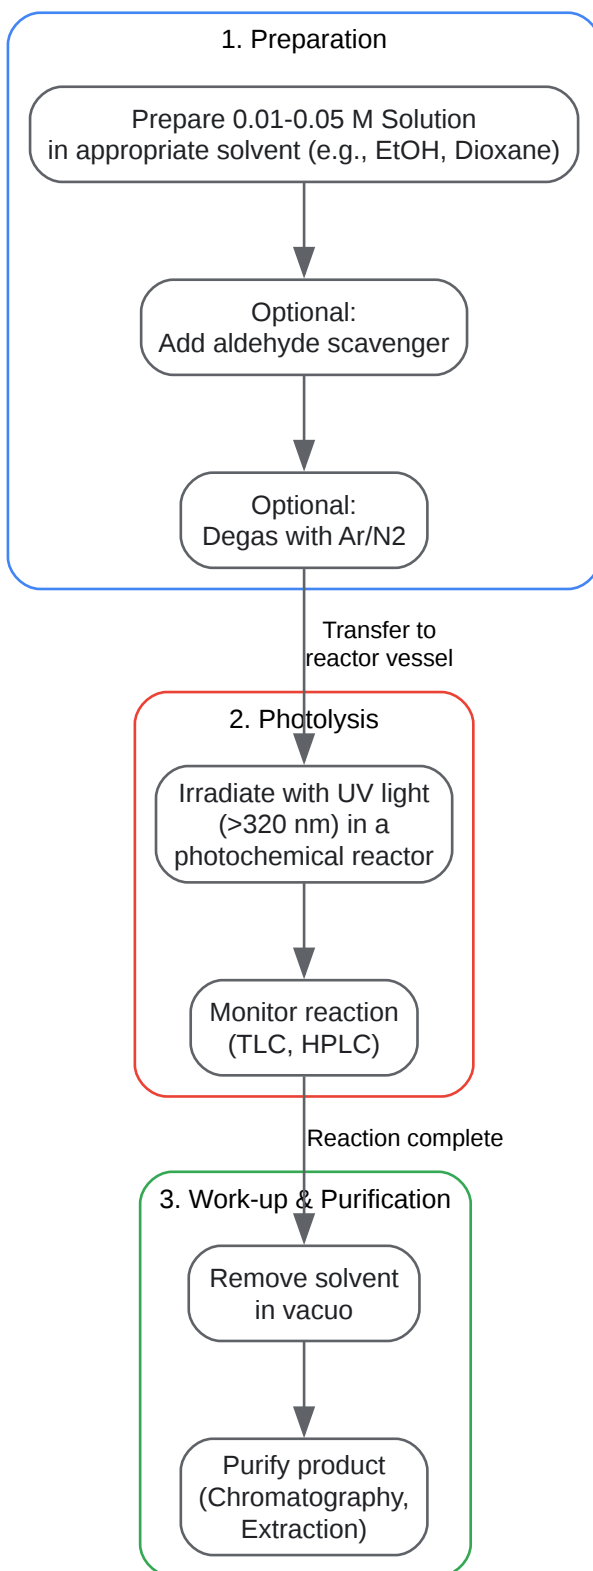 1. Preparation
Prepare 0.01-0.05 M Solution
in appropriate solvent (e.g., EtOH, Dioxane)
Optional:
Add aldehyde scavenger
Optional:
Degas with Ar/N2
Transfer to
reactor vessel
2. Photolysis
Irradiate with UV light
(>320 nm) in a
photochemical reactor
Monitor reaction
(TLC, HPLC)
Reaction complete
3. Work-up & Purification
Remove solvent
in vacuo
Purify product
(Chromatography,
Extraction)